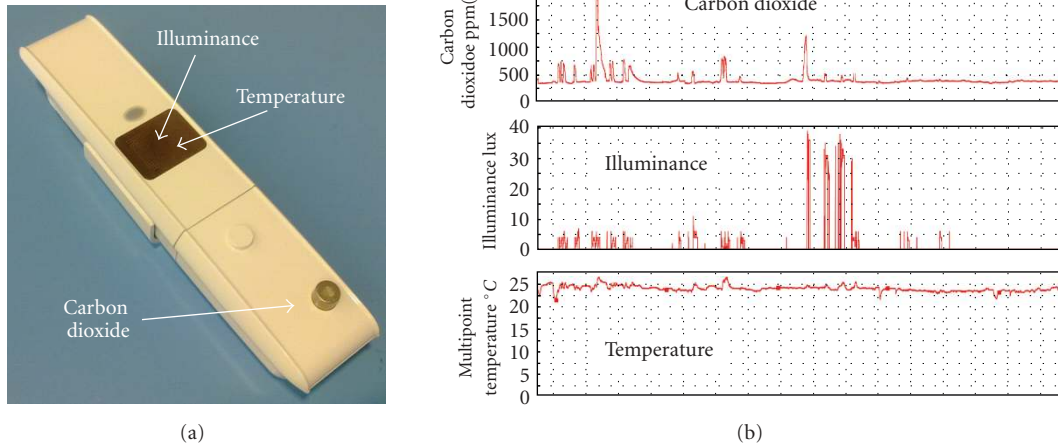 Illuminance
Temperature
Carbon
dioxide
(a)
Carbon
dioxidoe ppm(
Carbon dioxide
1500
1000
500
0
Illuminance lux
40
30
20
10
0
Illuminance
Multipoint
temperature °C
25
20
15
10
5
0
Temperature
(b)